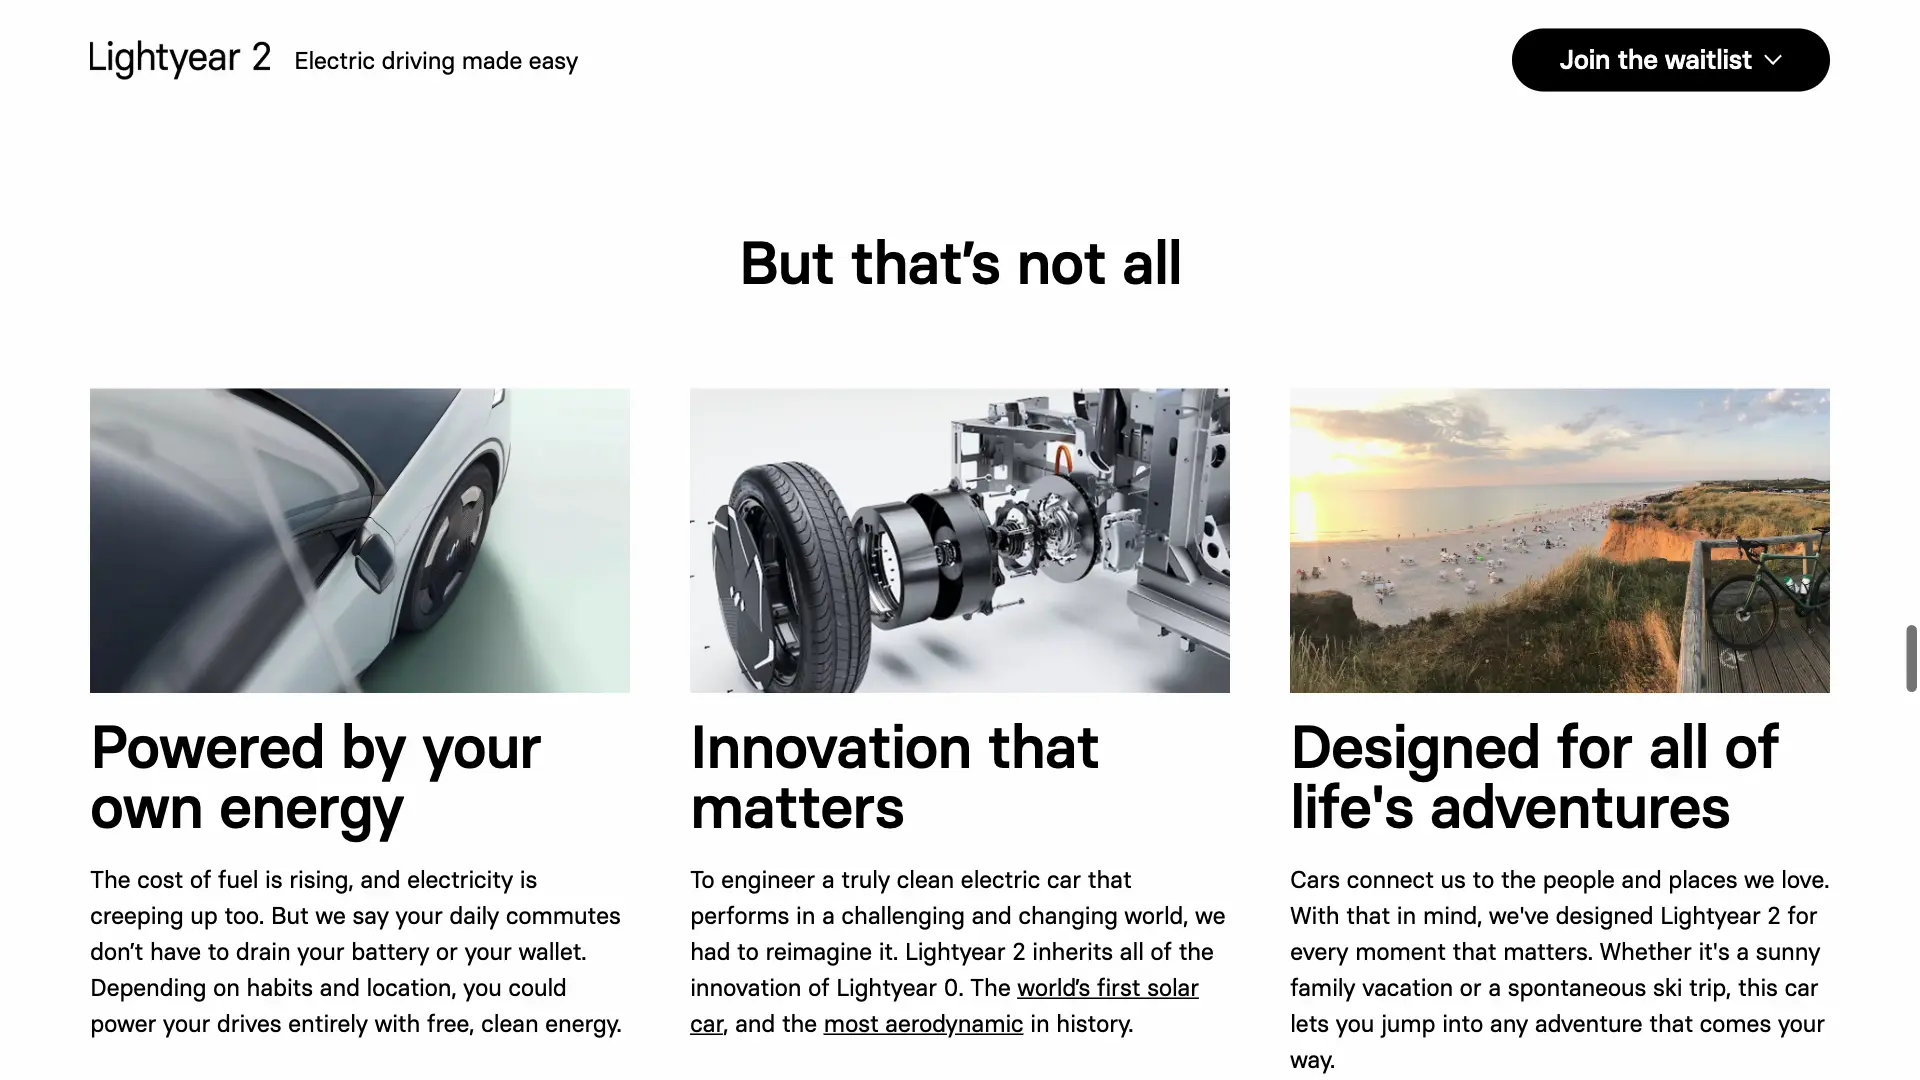 Lightyear 2 Electric driving made easy
Join the waitlist
But that’s not all
Powered by your
own energy
The cost of fuel is rising, and electricity is
creeping up too. But we say your daily commutes
don’t have to drain your battery or your wallet.
Depending on habits and location, you could
power your drives entirely with free, clean energy.
Innovation that
matters
To engineer a truly clean electric car that
performs in a challenging and changing world, we
had to reimagine it. Lightyear 2 inherits all of the
innovation of Lightyear 0. The world’s first solar
car, and the most aerodynamic in history.
Designed for all of
life's adventures
Cars connect us to the people and places we love.
With that in mind, we've designed Lightyear 2 for
every moment that matters. Whether it's a sunny
family vacation or a spontaneous ski trip, this car
lets you jump into any adventure that comes your
way.